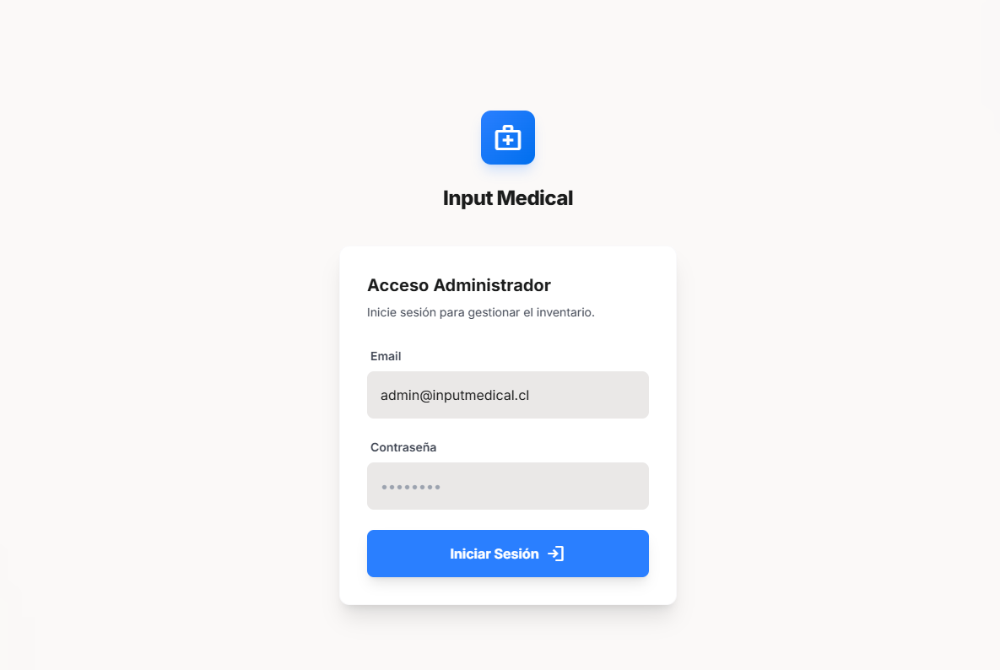 Input Medical
Acceso Administrador
Inicie sesión para gestionar el inventario.
Email
admin@inputmedical.cl
Contraseña
••••••••
Iniciar Sesión